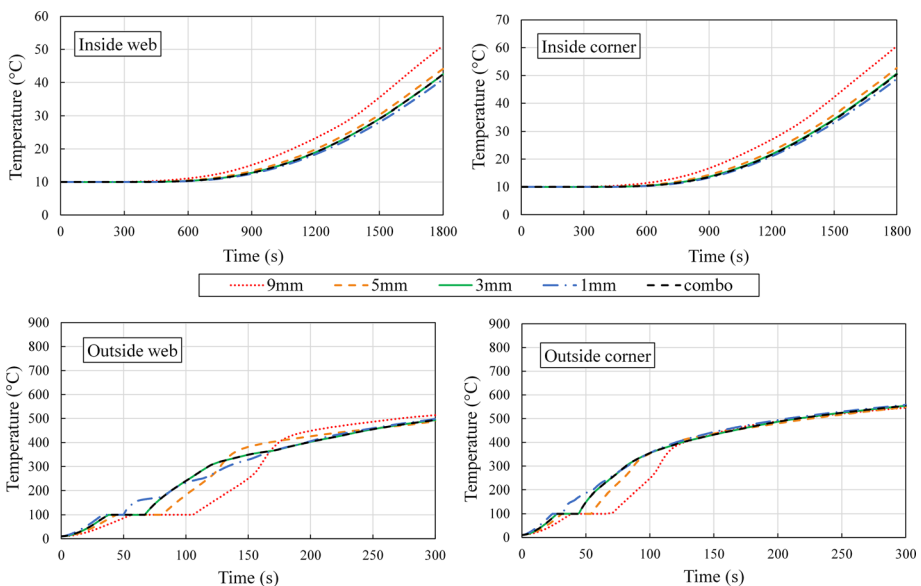 Inside web
Temperature (°C)
60
50
40
30
20
10
0
0 300 600 900 1200 1500 1800
Time (s)
Inside corner
Temperature (°C)
70
60
50
40
30
20
10
0
0 300 600 900 1200 1500 1800
Time (s)
9mm 5mm 3mm 1mm combo
Outside web
Temperature (°C)
900
800
700
600
500
400
300
200
100
0
0 50 100 150 200 250 300
Time (s)
Outside corner
Temperature (°C)
900
800
700
600
500
400
300
200
100
0
0 50 100 150 200 250 300
Time (s)